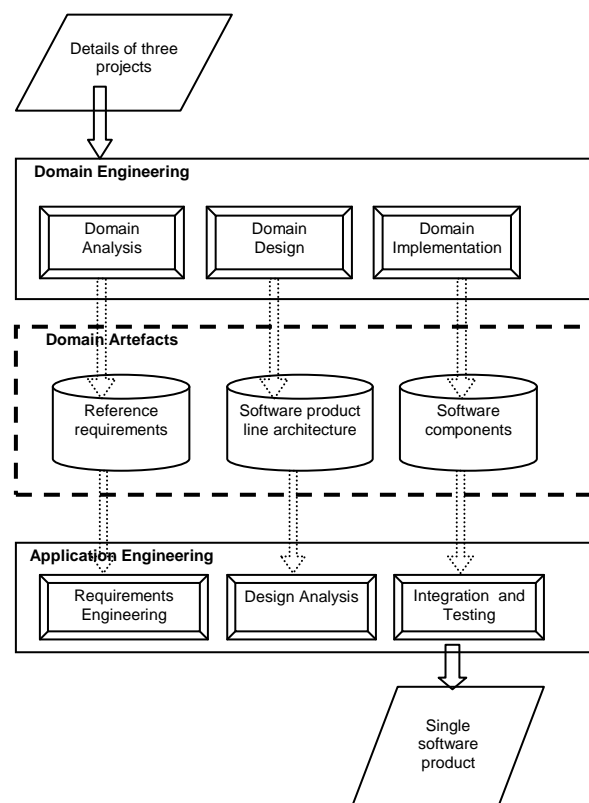 Details of three
projects
Domain Engineering
Domain
Analysis
Domain
Design
Domain
Implementation
Domain Artefacts
Reference
requirements
Software product
line architecture
Software
components
Application Engineering
Requirements
Engineering
Design Analysis
Integration and
Testing
Single
software
product